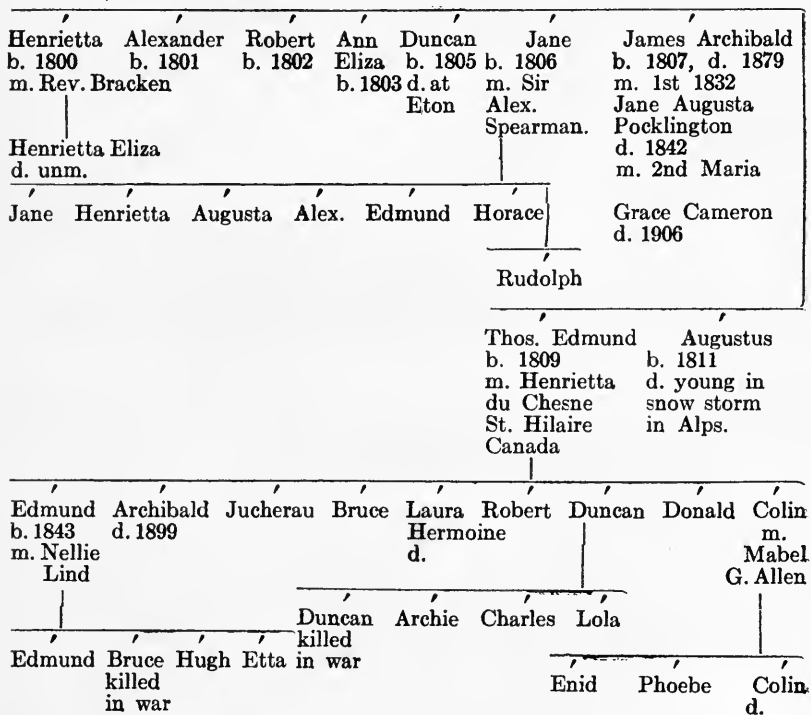 Henrietta Alexander Robert Ann Duncan Jane James Archibald
b. 1800 b. 1801 b. 1802 Eliza b. 1805 b. 1806 b. 1807, d. 1879
m. Rev. Bracken b. 1803 d. at m. Sir m. 1st 1832
Eton Alex. Jane Augusta
Spearman. Pocklington
d. 1842
Henrietta Eliza m. 2nd Maria
d. unm.
Jane Henrietta Augusta Alex. Edmund Horace Grace Cameron
d. 1906
Rudolph
Thos. Edmund Augustus
b. 1809 b. 1811
m. Henrietta d. young in
du Chesne snow storm
St. Hilaire in Alps.
Canada
Edmund Archibald Jucherau Bruce Laura Robert Duncan Donald Colin
b. 1843 d. 1899 Hermoine m.
m. Nellie d. Mabel
Lind G. Allen
Duncan Archie Charles Lola
killed
in war
Edmund Bruce Hugh Etta
killed
in war
Enid Phoebe Colin
d.